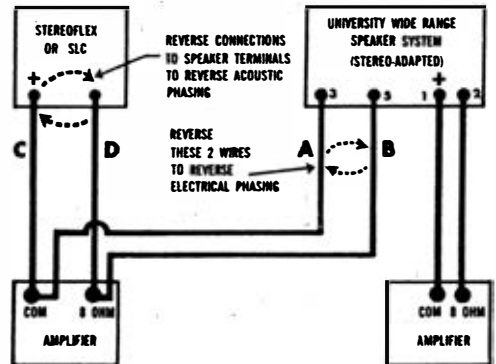 STEREOFLEX
OR SLC
+
REVERSE CONNECTIONS
TO SPEAKER TERMINALS
TO REVERSE ACOUSTIC
PHASING
UNIVERSITY WIDE RANGE
SPEAKER SYSTEM
(STEREO-ADAPTED)
+
3 5 1 2
C D
REVERSE
THESE 2 WIRES
TO REVERSE
ELECTRICAL PHASING
A B
COM 8 OHM
AMPLIFIER
COM 8 OHM
AMPLIFIER